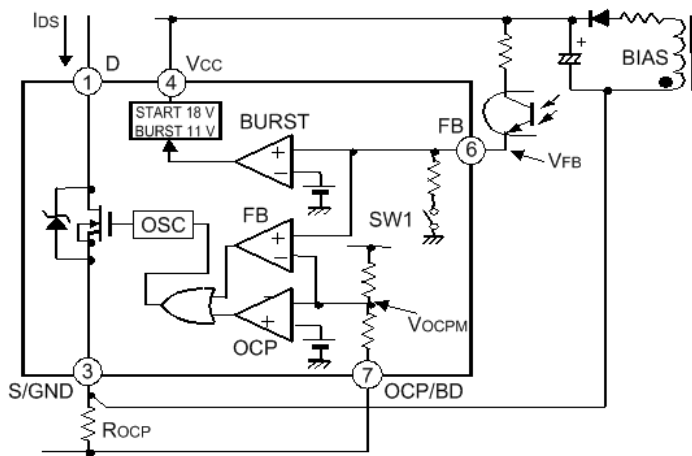 IDS
D
VCC
1
4
START 18 V
BURST 11 V
BURST
FB
6
VFB
+
BIAS
+
−
OSC
FB
+
−
SW1
−
+
OCP
VOCPM
S/GND
3
7
OCP/BD
ROCP